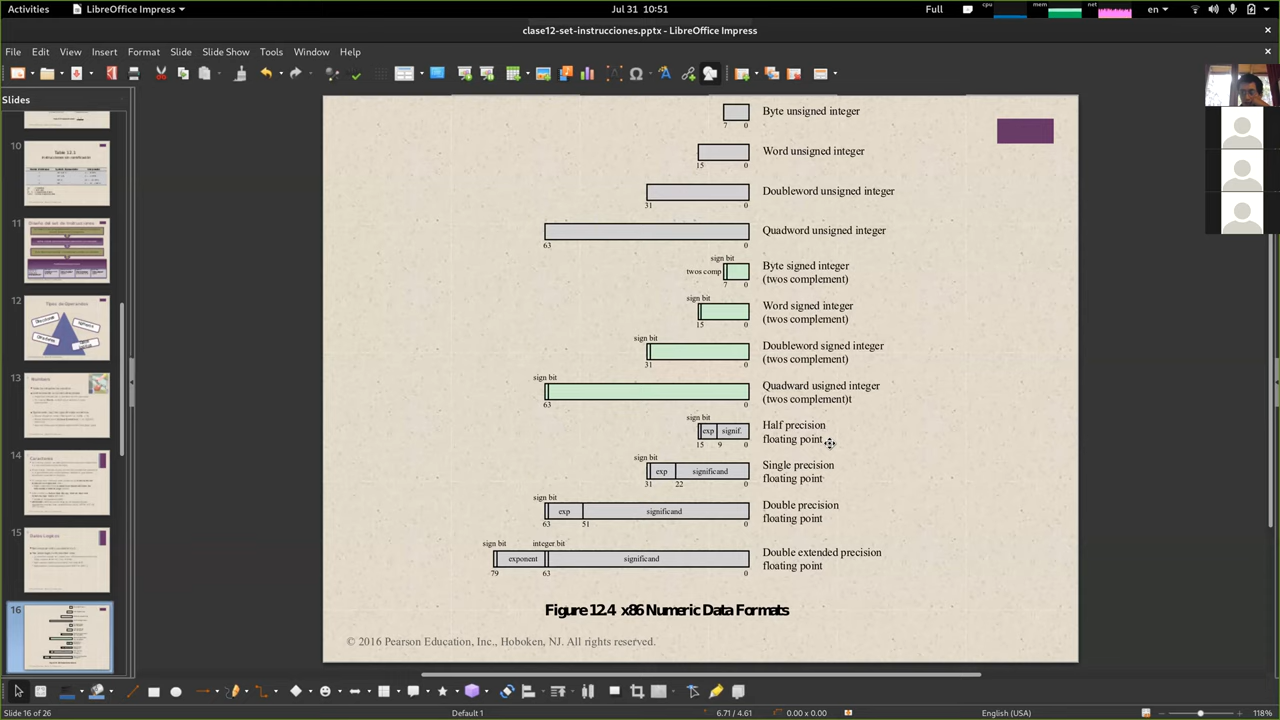 Activities LibreOffice Impress Jul 31 10:51 Full cpu mem net en
clase12-set-instrucciones.pptx - LibreOffice Impress
File Edit View Insert Format Slide Slide Show Tools Window Help
Slides
10
11
12
13
14
15
16
Byte unsigned integer
7 0
Word unsigned integer
15 0
Doubleword unsigned integer
31 0
Quadword unsigned integer
63 0
sign bit
twos comp
Byte signed integer
(twos complement)
7 0
sign bit
Word signed integer
(twos complement)
15 0
sign bit
Doubleword signed integer
(twos complement)
31 0
sign bit
Quadward usigned integer
(twos complement)t
63 0
sign bit
exp signif.
Half precision
floating point
15 9 0
sign bit
exp significand
Single precision
floating point
31 22 0
sign bit
exp significand
Double precision
floating point
63 51 0
sign bit integer bit
exponent significand
Double extended precision
floating point
79 63 0
Figure 12.4 x86 Numeric Data Formats
© 2016 Pearson Education, Inc., Hoboken, NJ. All rights reserved.
Slide 16 of 26 Default 1 6.71 / 4.61 0.00 x 0.00 English (USA) 118%